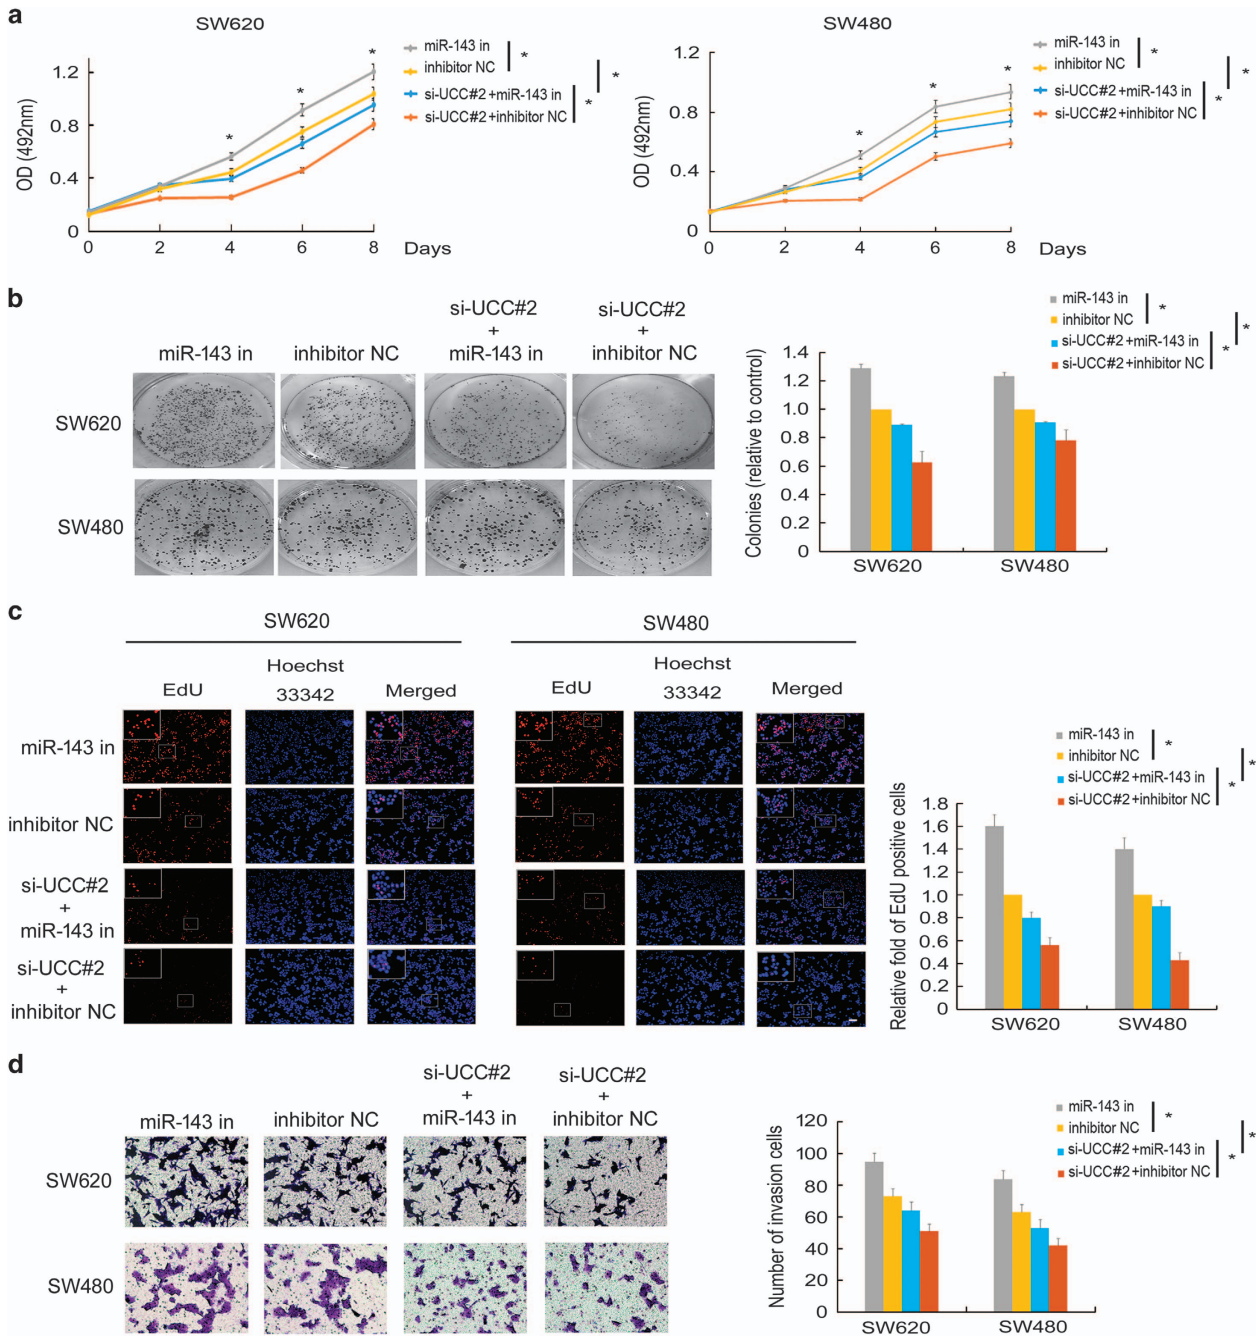 a
SW620
OD (492nm)
1.2
0.8
0.4
0
0 2 4 6 8 Days
* * *
miR-143 in
inhibitor NC
si-UCC#2+miR-143 in
si-UCC#2+inhibitor NC
* * *
SW480
OD (492nm)
1.2
0.8
0.4
0
0 2 4 6 8 Days
* * *
miR-143 in
inhibitor NC
si-UCC#2+miR-143 in
si-UCC#2+inhibitor NC
* * *
b
miR-143 in
inhibitor NC
si-UCC#2
+
miR-143 in
si-UCC#2
+
inhibitor NC
SW620
SW480
Colonies (relative to control)
1.4
1.2
1.0
0.8
0.6
0.4
0.2
0
SW620 SW480
miR-143 in
inhibitor NC
si-UCC#2+miR-143 in
si-UCC#2+inhibitor NC
* * *
c
SW620
SW480
EdU
Hoechst
33342
Merged
EdU
Hoechst
33342
Merged
miR-143 in
inhibitor NC
si-UCC#2
+
miR-143 in
si-UCC#2
+
inhibitor NC
Relative fold of EdU positive cells
1.8
1.6
1.4
1.2
1.0
0.8
0.6
0.4
0.2
0
SW620 SW480
miR-143 in
inhibitor NC
si-UCC#2+miR-143 in
si-UCC#2+inhibitor NC
* * *
d
miR-143 in
inhibitor NC
si-UCC#2
+
miR-143 in
si-UCC#2
+
inhibitor NC
SW620
SW480
Number of invasion cells
120
100
80
60
40
20
0
SW620 SW480
miR-143 in
inhibitor NC
si-UCC#2+miR-143 in
si-UCC#2+inhibitor NC
* * *